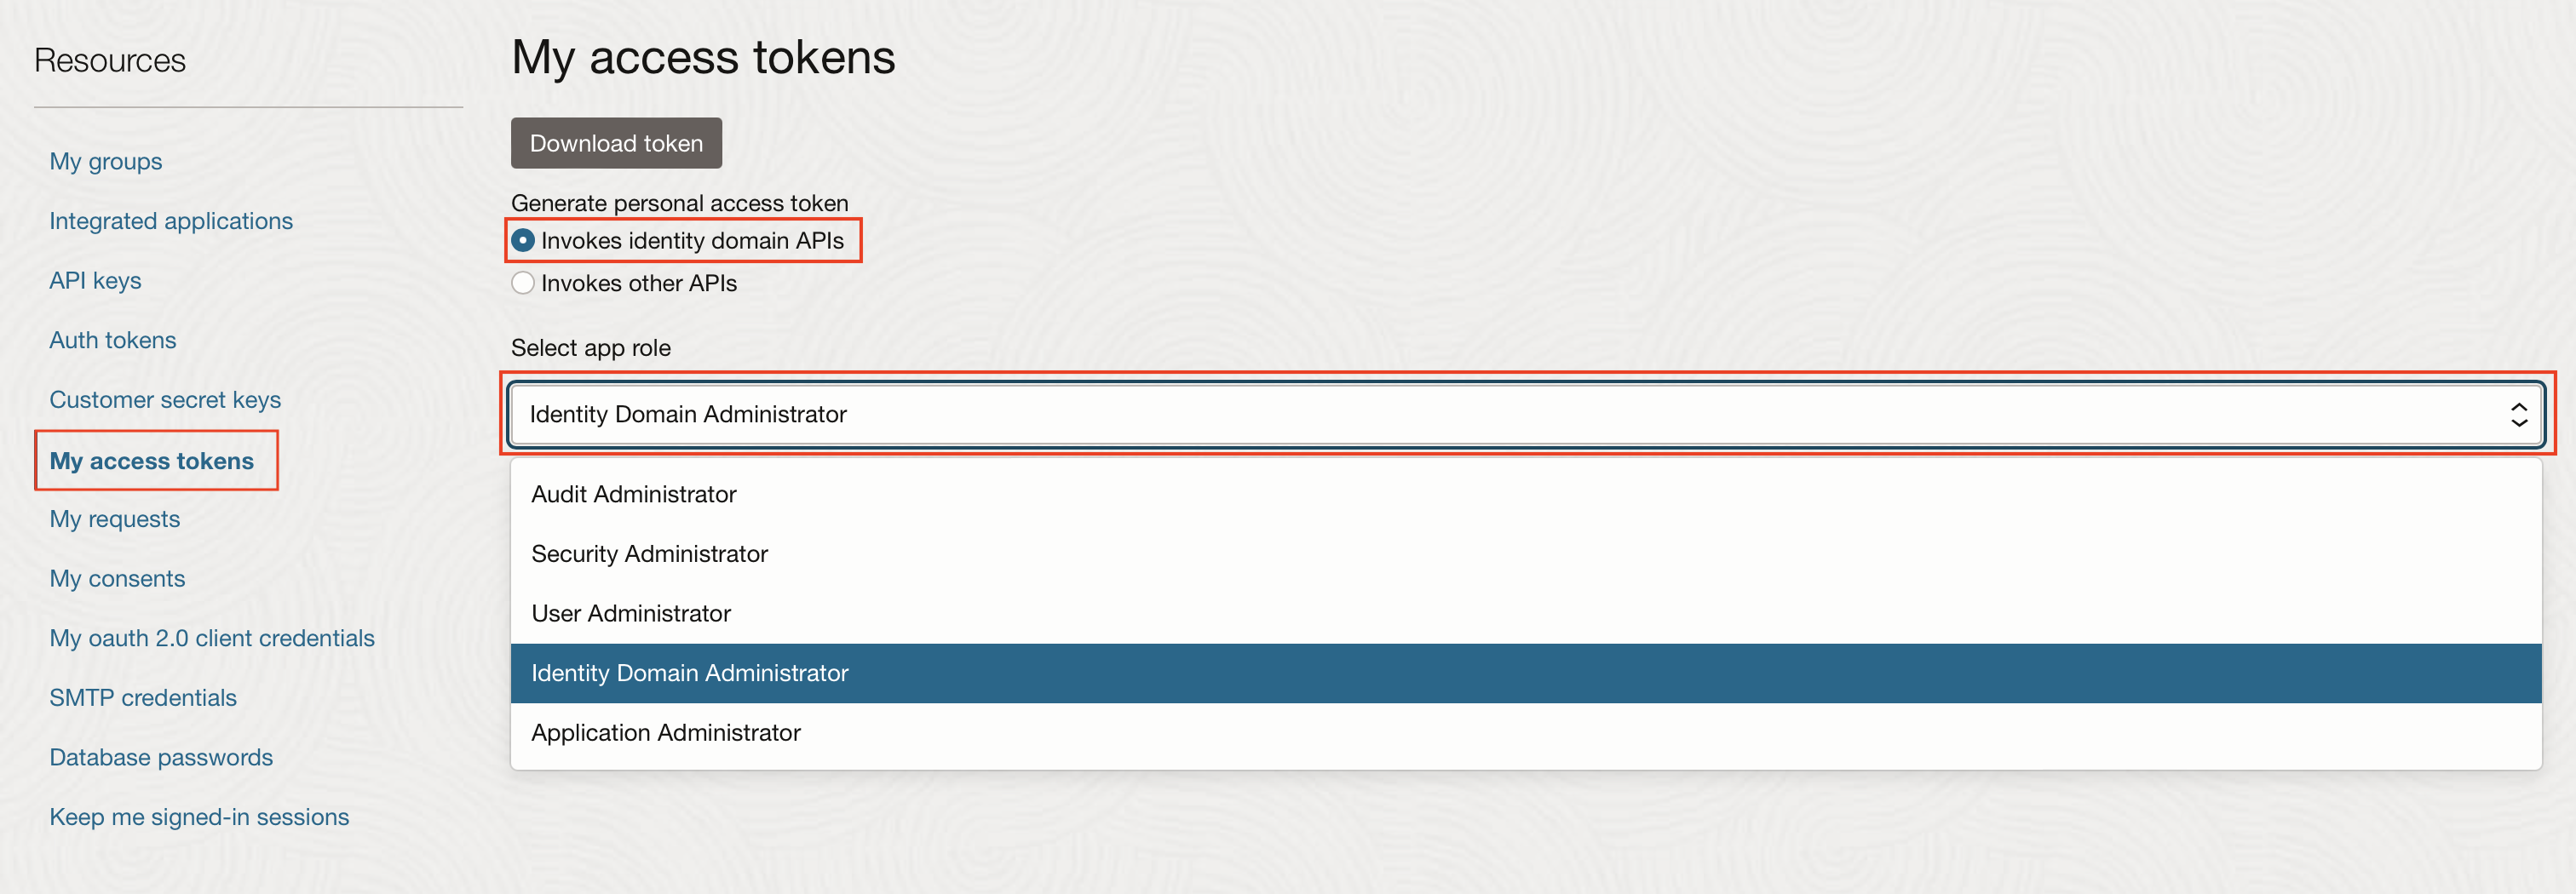 Resources
My groups
Integrated applications
API keys
Auth tokens
Customer secret keys
My access tokens
My requests
My consents
My oauth 2.0 client credentials
SMTP credentials
Database passwords
Keep me signed-in sessions
My access tokens
Download token
Generate personal access token
Invokes identity domain APIs
Invokes other APIs
Select app role
Identity Domain Administrator
Audit Administrator
Security Administrator
User Administrator
Identity Domain Administrator
Application Administrator